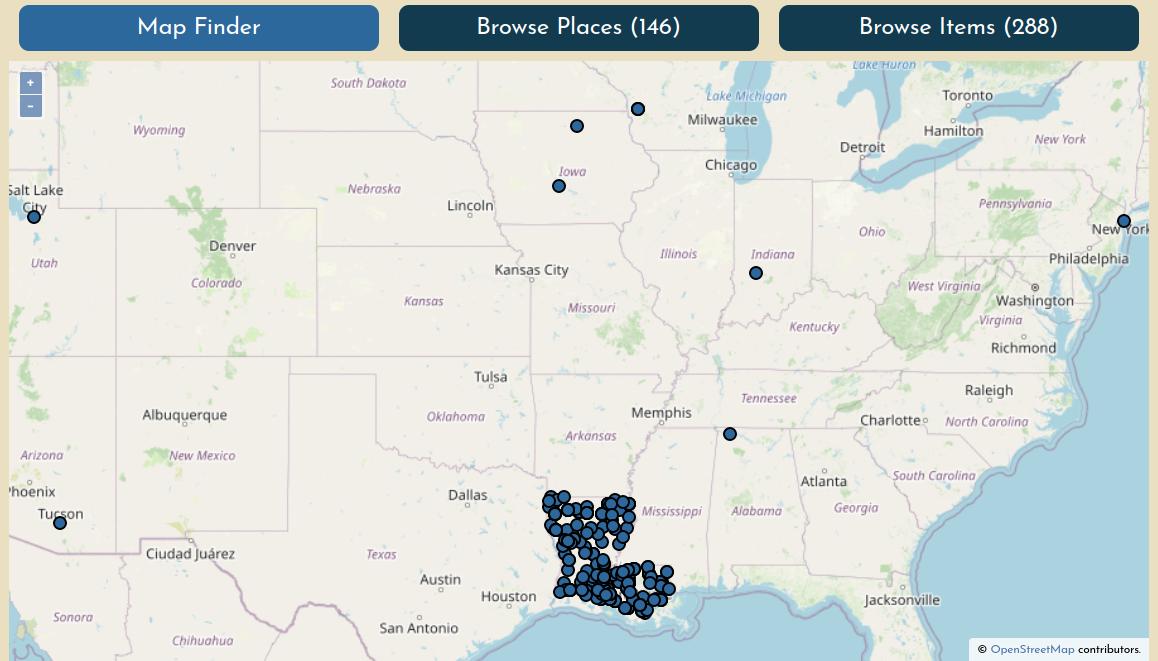 Map Finder
Browse Places (146)
Browse Items (288)
+
-
South Dakota
Lake Huron
Lake Michigan
Toronto
Milwaukee
Wyoming
Hamilton
New York
Detroit
Chicago
Iowa
Salt Lake
City
Nebraska
Lincoln
Pennsylvania
New York
Ohio
Denver
Illinois
Indiana
Philadelphia
Utah
Kansas City
Colorado
West Virginia
Washington
Kansas
Missouri
Virginia
Kentucky
Richmond
Tulsa
Raleigh
Tennessee
Albuquerque
Oklahoma
Memphis
Charlotte
North Carolina
Arkansas
Arizona
New Mexico
South Carolina
Atlanta
Phoenix
Dallas
Tucson
Mississippi
Alabama
Georgia
Ciudad Juárez
Texas
Austin
Houston
Jacksonville
Sonora
San Antonio
Chihuahua
© OpenStreetMap contributors.